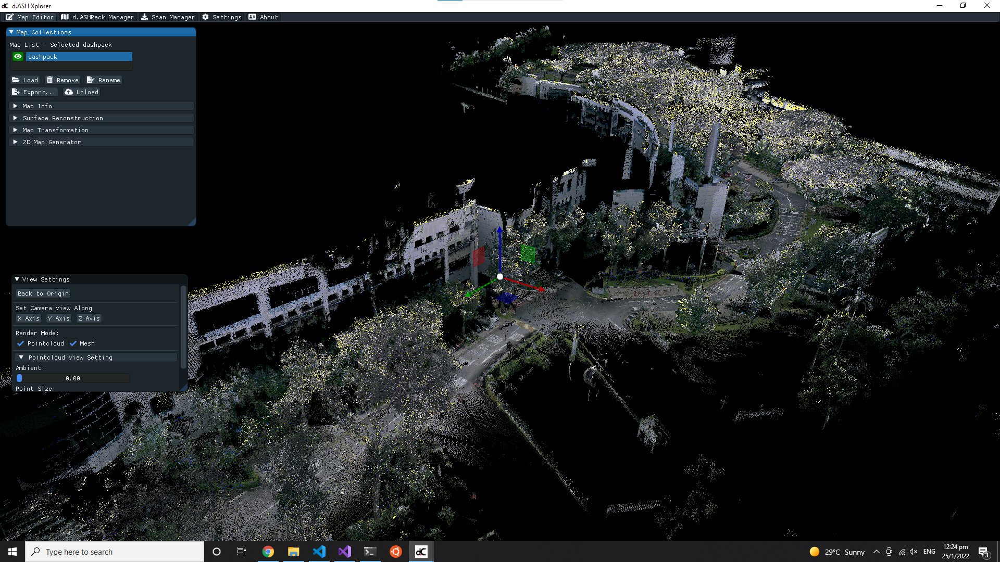 dC d.ASH Xplorer
Map Editor d.ASHPack Manager Scan Manager Settings About
Map Collections
Map List - Selected dashpack
dashpack
Load Remove Rename
Export... Upload
Map Info
Surface Reconstruction
Map Transformation
2D Map Generator
View Settings
Back to Origin
Set Camera View Along
X Axis Y Axis Z Axis
Render Mode:
Pointcloud Mesh
Pointcloud View Setting
Ambient:
0.00
Point Size:
Type here to search
dC
29°C Sunny
ENG
12:24 pm
25/1/2022
3